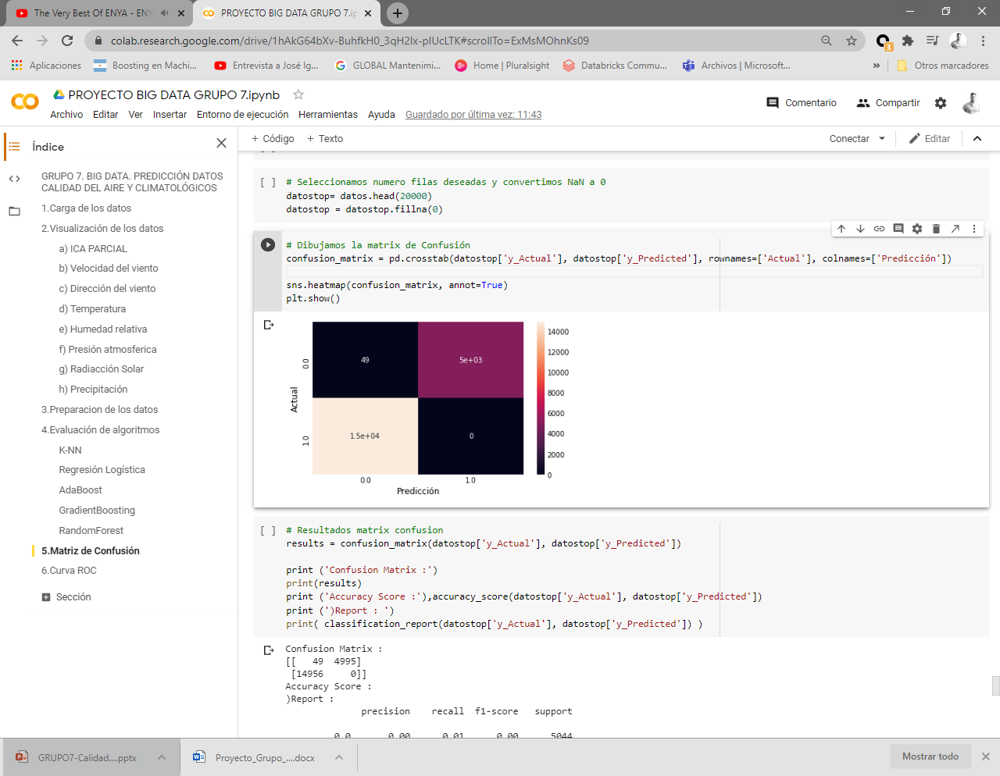 The Very Best Of ENYA - ENY
PROYECTO BIG DATA GRUPO 7.ip
colab.research.google.com/drive/1hAkG64bXv-BuhfkH0_3qH2Ix-pIUcLTK#scrollTo=ExMsMOhnKs09
3
Aplicaciones
Boosting en Machi...
Entrevista a José Ig...
GLOBAL Mantenimi...
Home | Pluralsight
Databricks Commu...
Archivos | Microsoft...
»
Otros marcadores
PROYECTO BIG DATA GRUPO 7.ipynb
Comentario
Compartir
Archivo Editar Ver Insertar Entorno de ejecución Herramientas Ayuda Guardado por última vez: 11:43
Índice
+ Código + Texto
Conectar
Editar
GRUPO 7. BIG DATA. PREDICCIÓN DATOS
CALIDAD DEL AIRE Y CLIMATOLÓGICOS
1.Carga de los datos
2.Visualización de los datos
a) ICA PARCIAL
b) Velocidad del viento
c) Dirección del viento
d) Temperatura
e) Humedad relativa
f) Presión atmosferica
g) Radiacción Solar
h) Precipitación
3.Preparacion de los datos
4.Evaluación de algoritmos
K-NN
Regresión Logística
AdaBoost
GradientBoosting
RandomForest
5.Matriz de Confusión
6.Curva ROC
Sección
[ ] # Seleccionamos numero filas deseadas y convertimos NaN a 0
datostop= datos.head(20000)
datostop = datostop.fillna(0)
# Dibujamos la matrix de Confusión
confusion_matrix = pd.crosstab(datostop['y_Actual'], datostop['y_Predicted'], rownames=['Actual'], colnames=['Predicción'])
sns.heatmap(confusion_matrix, annot=True)
plt.show()
Actual
0.0
1.0
49
5e+03
1.5e+04
0
0.0
1.0
Predicción
14000
12000
10000
8000
6000
4000
2000
0
[ ] # Resultados matrix confusion
results = confusion_matrix(datostop['y_Actual'], datostop['y_Predicted'])
print ('Confusion Matrix :')
print(results)
print ('Accuracy Score :'),accuracy_score(datostop['y_Actual'], datostop['y_Predicted'])
print (')Report : ')
print( classification_report(datostop['y_Actual'], datostop['y_Predicted']) )
Confusion Matrix :
[[   49  4995]
[14956     0]]
Accuracy Score :
)Report :
precision recall f1-score support
0.0 0.00 0.01 0.00 5044
GRUPO7-Calidad....pptx
Proyecto_Grupo_....docx
Mostrar todo